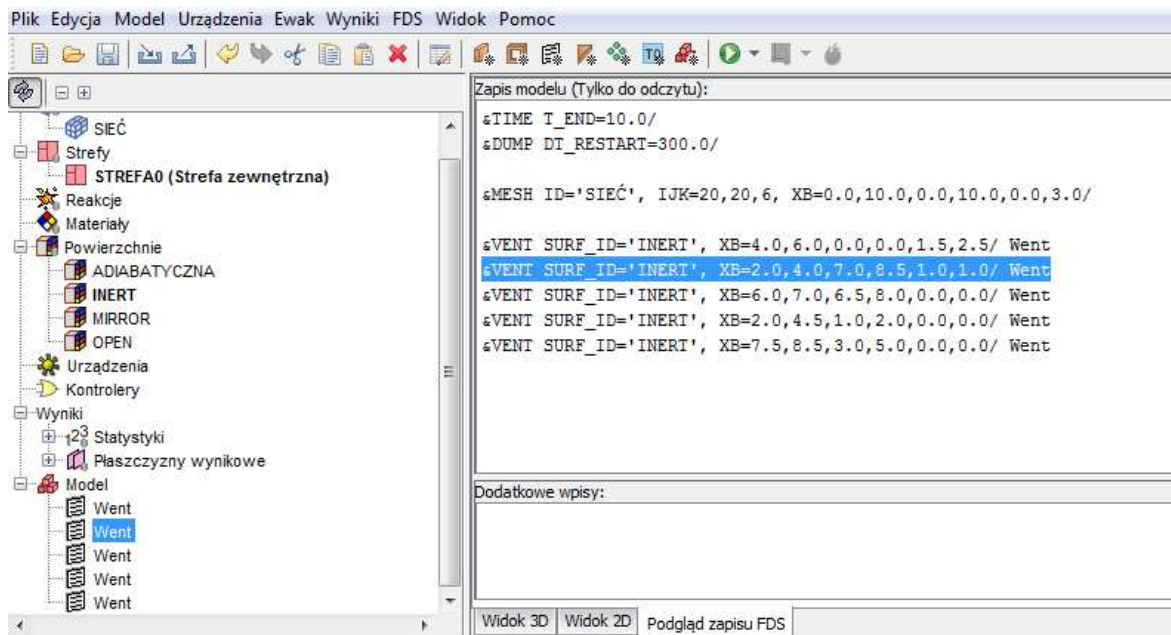 Plik Edycja Model Urządzenia Ewak Wyniki FDS Widok Pomoc
SIEĆ
Strefy
STREFA0 (Strefa zewnętrzna)
Reakcje
Materiały
Powierzchnie
ADIABATYCZNA
INERT
MIRROR
OPEN
Urządzenia
Kontrolery
Wyniki
Statystyki
Płaszczyzny wynikowe
Model
Went
Went
Went
Went
Went
Zapis modelu (Tylko do odczytu):
&TIME T_END=10.0/
&DUMP DT_RESTART=300.0/
&MESH ID='SIEĆ', IJK=20,20,6, XB=0.0,10.0,0.0,10.0,0.0,3.0/
&VENT SURF_ID='INERT', XB=4.0,6.0,0.0,0.0,1.5,2.5/ Went
&VENT SURF_ID='INERT', XB=2.0,4.0,7.0,8.5,1.0,1.0/ Went
&VENT SURF_ID='INERT', XB=6.0,7.0,6.5,8.0,0.0,0.0/ Went
&VENT SURF_ID='INERT', XB=2.0,4.5,1.0,2.0,0.0,0.0/ Went
&VENT SURF_ID='INERT', XB=7.5,8.5,3.0,5.0,0.0,0.0/ Went
Dodatkowe wpisy:
Widok 3D Widok 2D Podgląd zapisu FDS